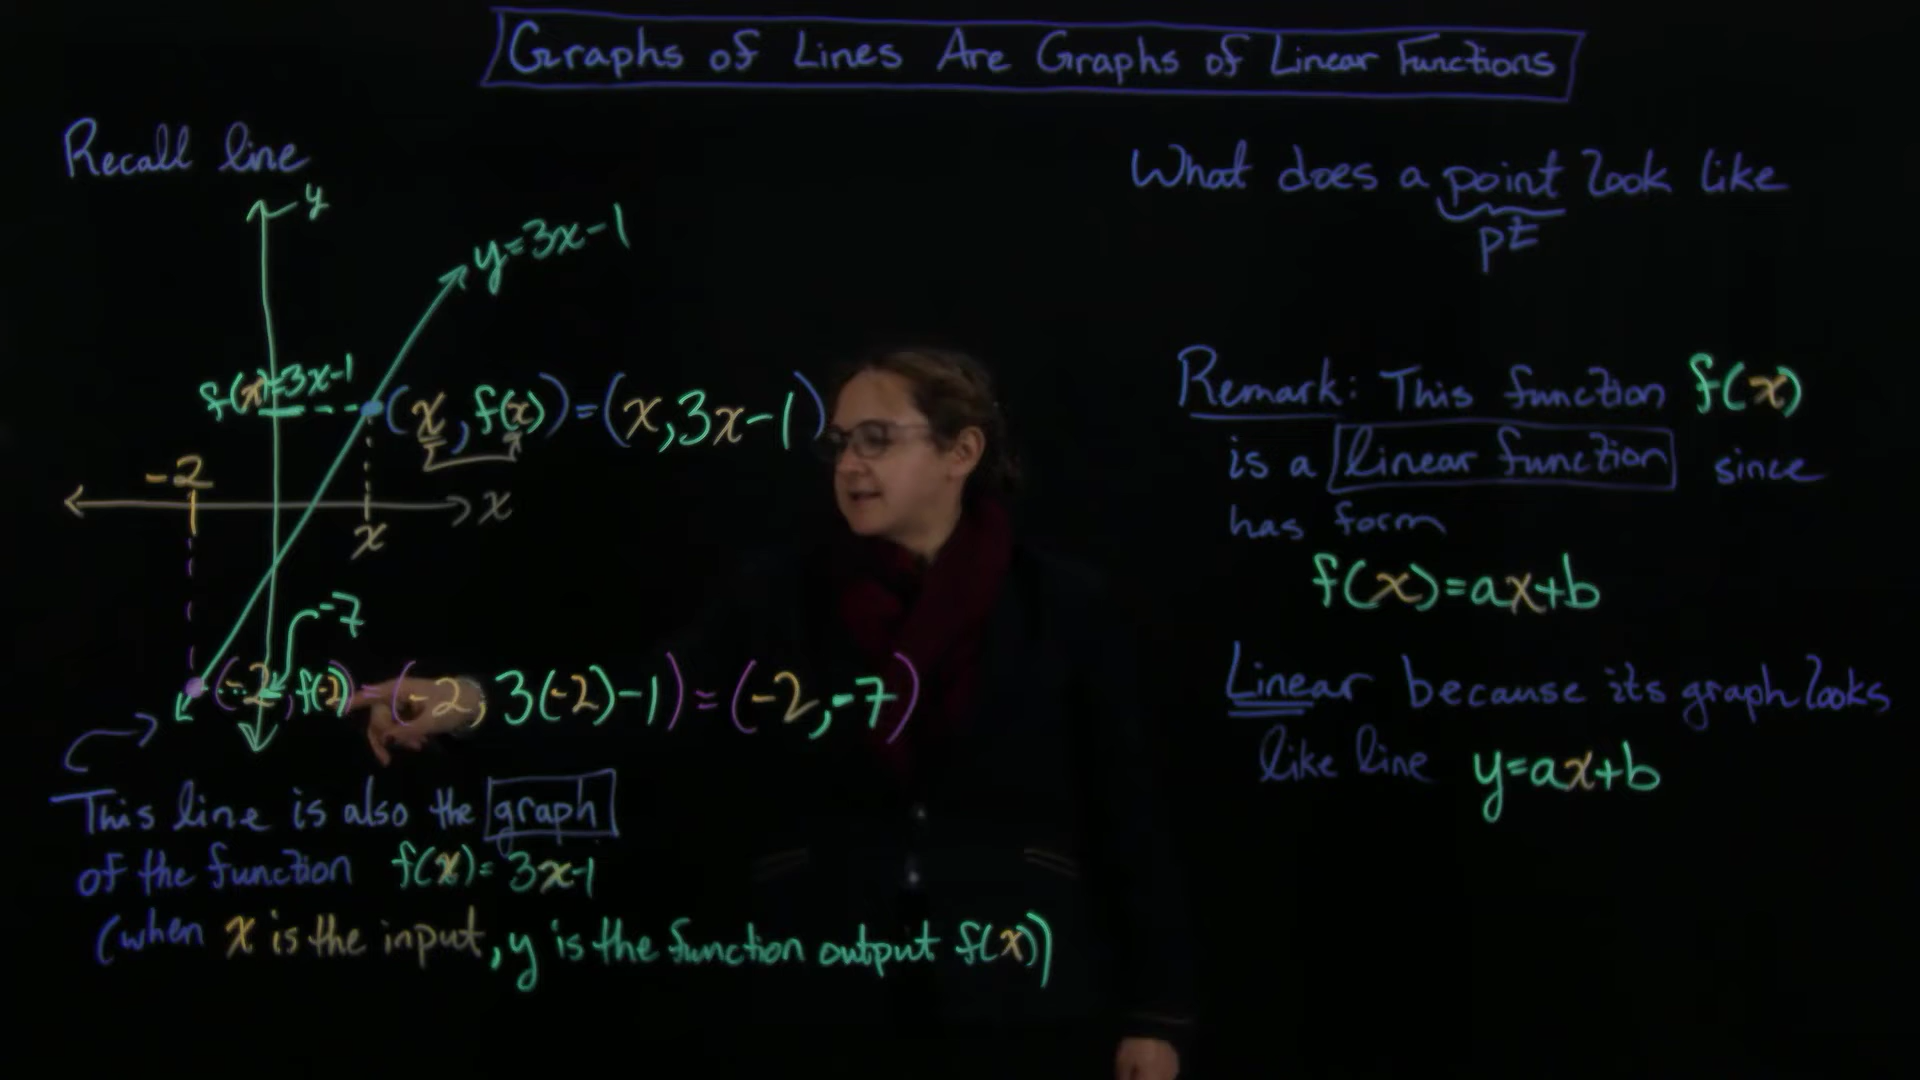 Graphs of Lines Are Graphs of Linear Functions
Recall line
y
y=3x-1
f(x)=3x-1
(x, f(x)) = (x, 3x-1)
-2
x
x
-7
(-2, f(-2)) = (-2, 3(-2)-1) = (-2, -7)
This line is also the graph
of the function f(x) = 3x-1
(when x is the input, y is the function output f(x))
What does a point look like
pt
Remark: This function f(x)
is a linear function since
has form
f(x)=ax+b
Linear because its graph looks
like line y=ax+b